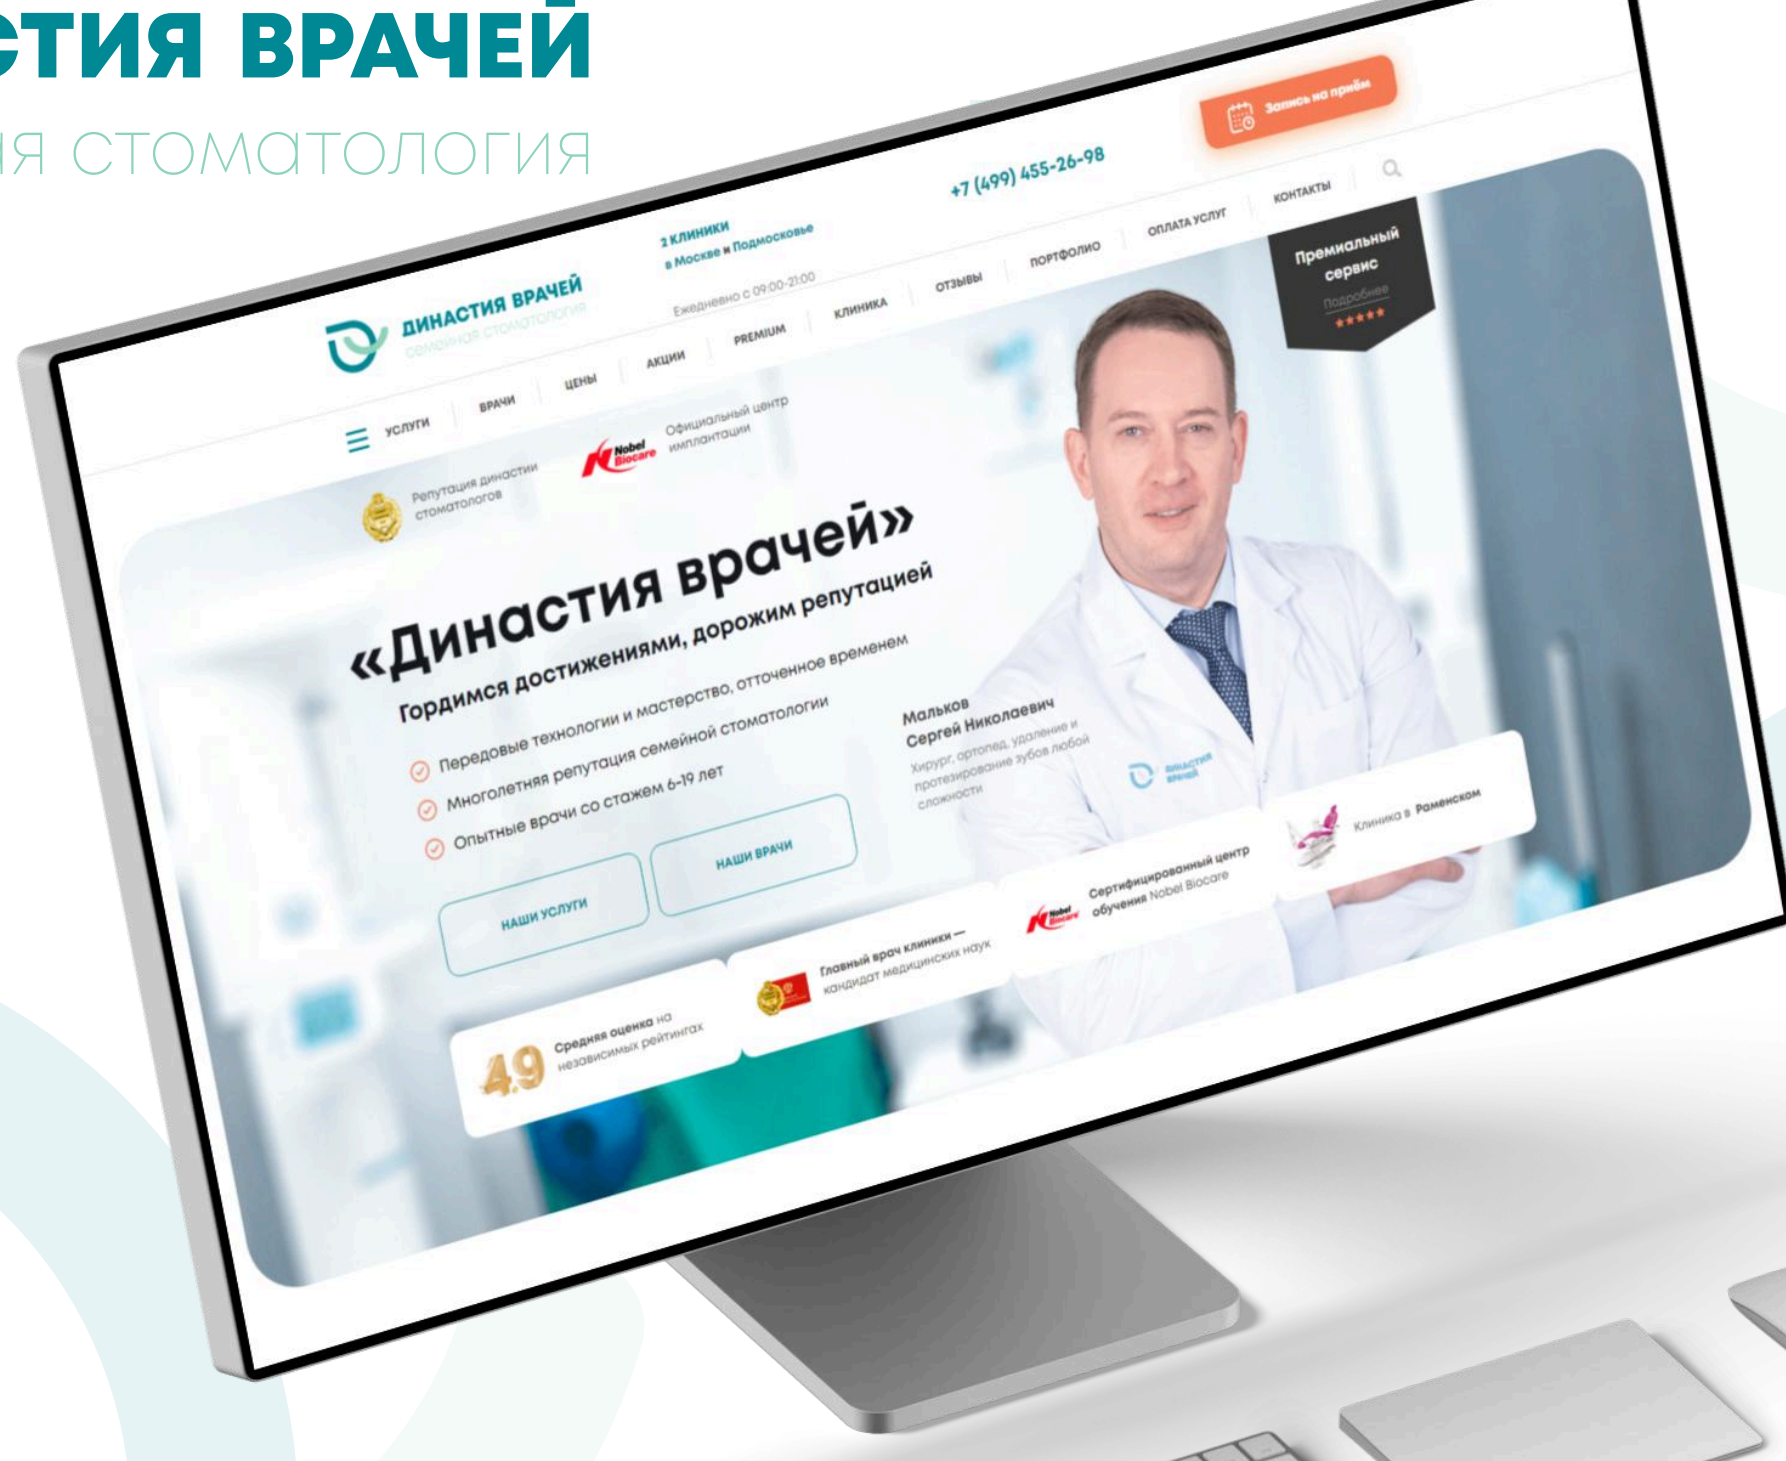 СТИЯ ВРАЧЕЙ
АЯ СТОМАТОЛОГИЯ
Запись на приём
+7 (499) 455-26-98
2 КЛИНИКИ
в Москве и Подмосковье
Ежедневно с 09:00-21:00
ДИНАСТИЯ ВРАЧЕЙ
семейная стоматология
УСЛУГИ
ВРАЧИ
ЦЕНЫ
АКЦИИ
PREMIUM
КЛИНИКА
ОТЗЫВЫ
ПОРТФОЛИО
ОПЛАТА УСЛУГ
КОНТАКТЫ
Премиальный
сервис
Подробнее
Репутация династии
стоматологов
Nobel
Biocare
Официальный центр
имплантации
«Династия врачей»
Гордимся достижениями, дорожим репутацией
Передовые технологии и мастерство, отточенное временем
Многолетняя репутация семейной стоматологии
Опытные врачи со стажем 6-19 лет
НАШИ УСЛУГИ
НАШИ ВРАЧИ
Мальков
Сергей Николаевич
Хирург, ортопед, удаление и
протезирование зубов любой
сложности
ДИНАСТИЯ
ВРАЧЕЙ
4.9
Средняя оценка на
независимых рейтингах
Главный врач клиники —
кандидат медицинских наук
Nobel
Biocare
Сертифицированный центр
обучения Nobel Biocare
Клиника в Раменском